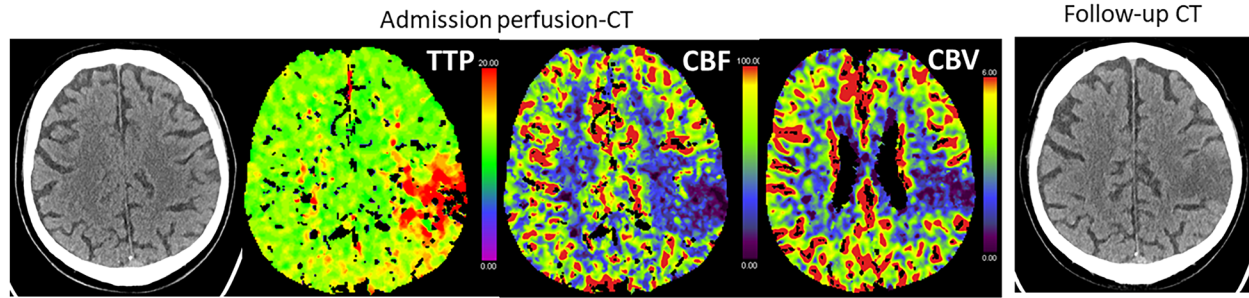 Admission perfusion-CT
Follow-up CT
TTP
20.00
0.00
CBF
100.00
0.00
CBV
6.00
0.00